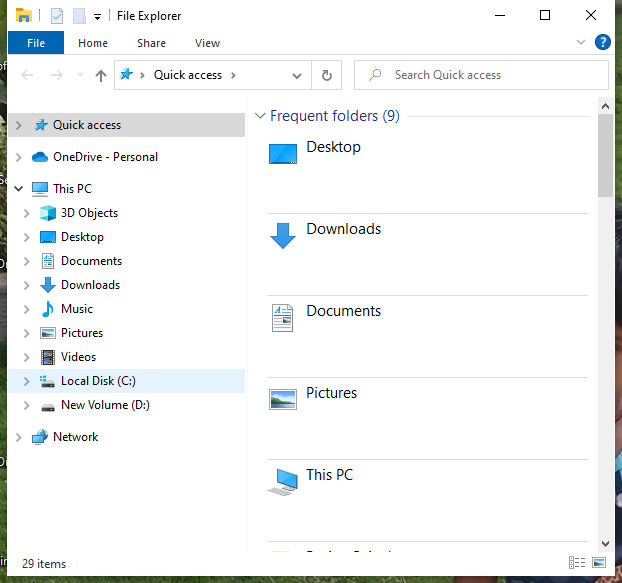 File Explorer
File Home Share View
Quick access
Search Quick access
Quick access
OneDrive - Personal
This PC
3D Objects
Desktop
Documents
Downloads
Music
Pictures
Videos
Local Disk (C:)
New Volume (D:)
Network
Frequent folders (9)
Desktop
Downloads
Documents
Pictures
This PC
29 items